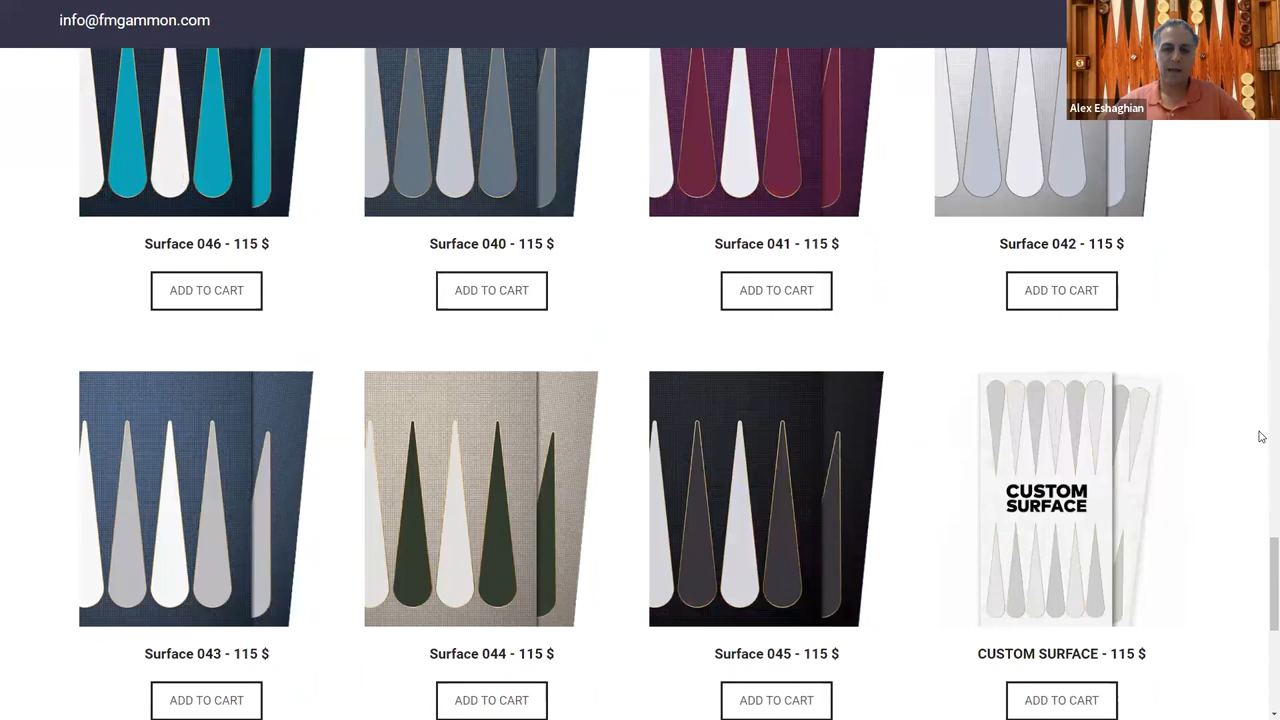 info@fmgammon.com
Alex Eshaghian
Surface 046 - 115 $
Surface 040 - 115 $
Surface 041 - 115 $
Surface 042 - 115 $
ADD TO CART
ADD TO CART
ADD TO CART
ADD TO CART
CUSTOM
SURFACE
Surface 043 - 115 $
Surface 044 - 115 $
Surface 045 - 115 $
CUSTOM SURFACE - 115 $
ADD TO CART
ADD TO CART
ADD TO CART
ADD TO CART